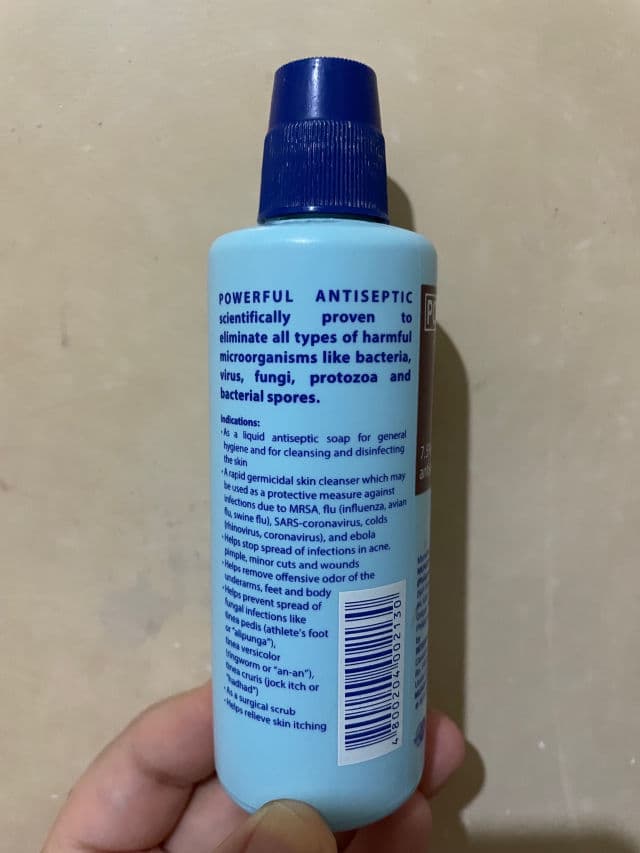 POWERFUL ANTISEPTIC
scientifically proven to
eliminate all types of harmful
microorganisms like bacteria,
virus, fungi, protozoa and
bacterial spores.
Indications:
•As a liquid antiseptic soap for general
hygiene and for cleansing and disinfecting
the skin
•A rapid germicidal skin cleanser which may
be used as a protective measure against
infections due to MRSA, flu (influenza, avian
flu, swine flu), SARS-coronavirus, colds
(rhinovirus, coronavirus), and ebola
•Helps stop spread of infections in acne,
pimple, minor cuts and wounds
•Helps remove offensive odor of the
underarms, feet and body
•Helps prevent spread of
fungal infections like
tinea pedis (athlete's foot
or "alipunga"),
tinea versicolor
(ringworm or "an-an"),
tinea cruris (jock itch or
"hadhad")
•As a surgical scrub
•Helps relieve skin itching
4 800204 002130